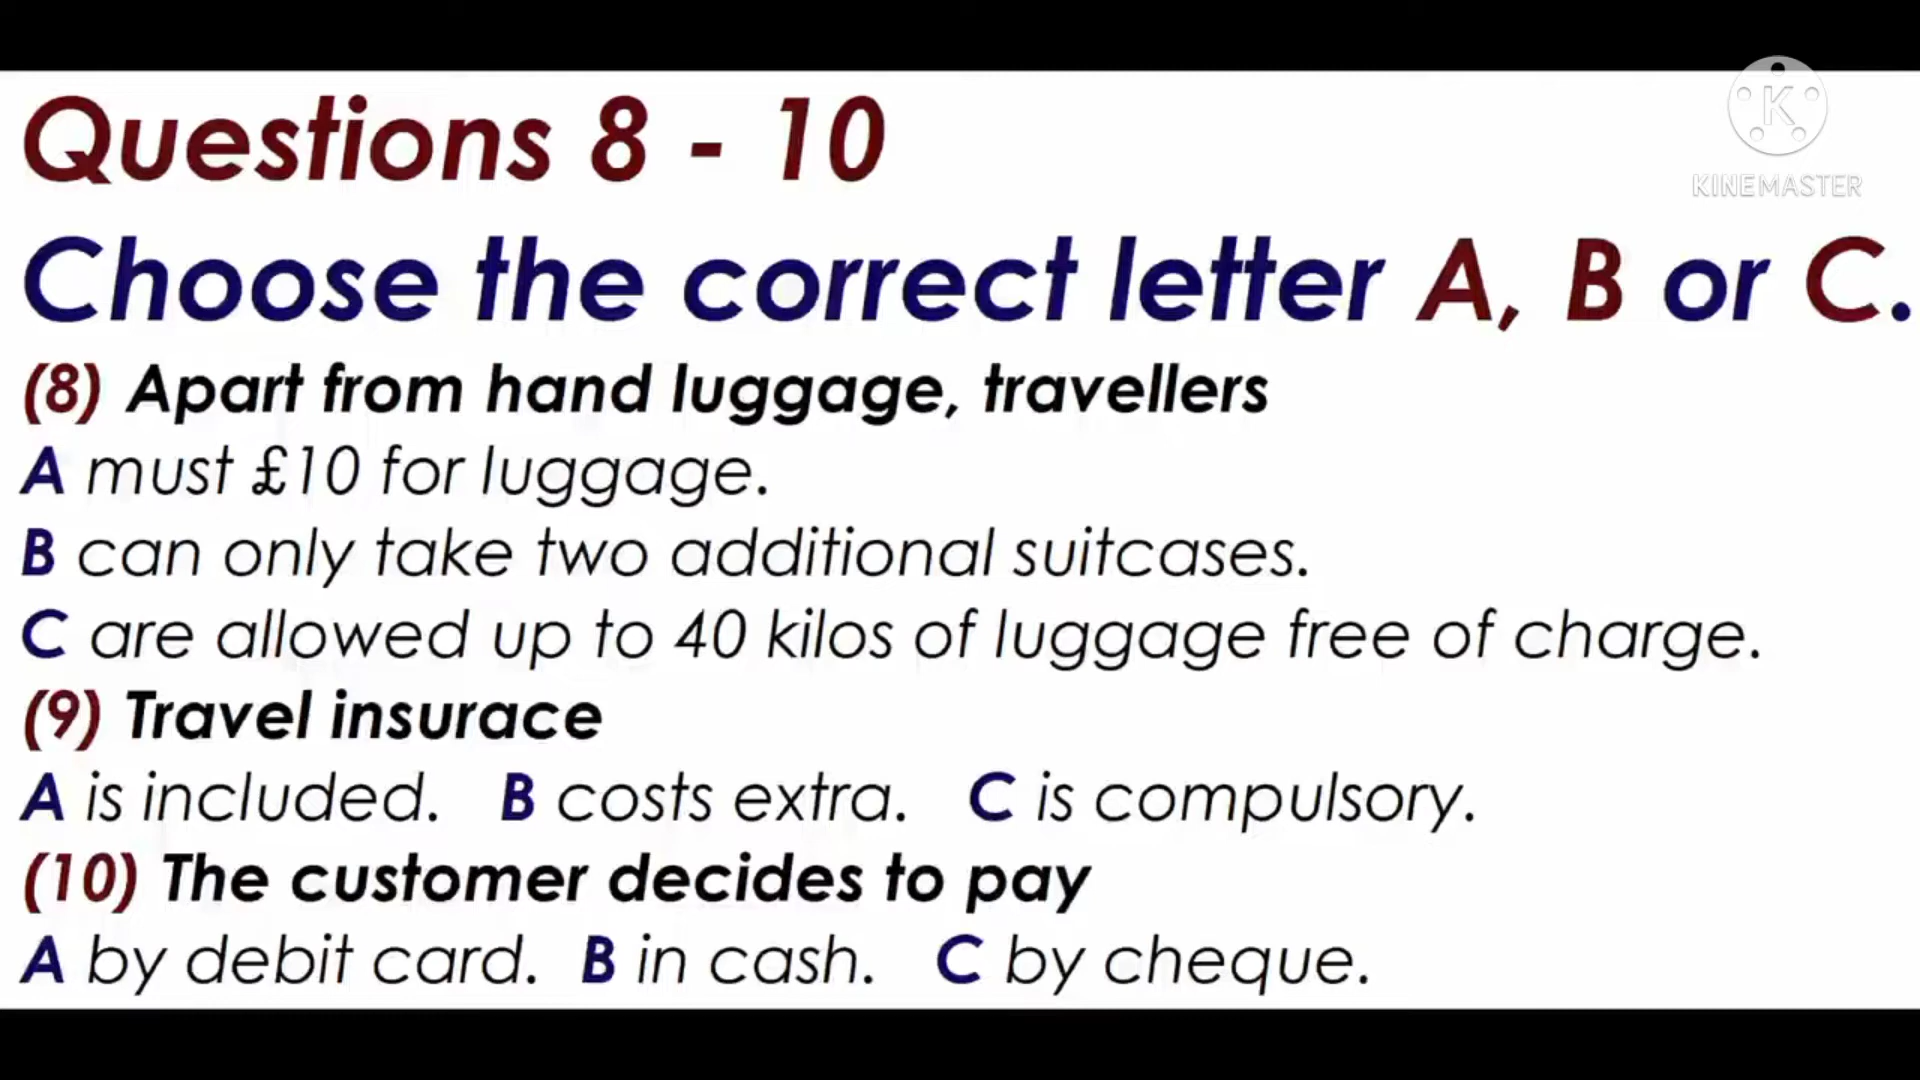 Questions 8 - 10
KINEMASTER
Choose the correct letter A, B or C.
(8) Apart from hand luggage, travellers
A must £10 for luggage.
B can only take two additional suitcases.
C are allowed up to 40 kilos of luggage free of charge.
(9) Travel insurace
A is included. B costs extra. C is compulsory.
(10) The customer decides to pay
A by debit card. B in cash. C by cheque.